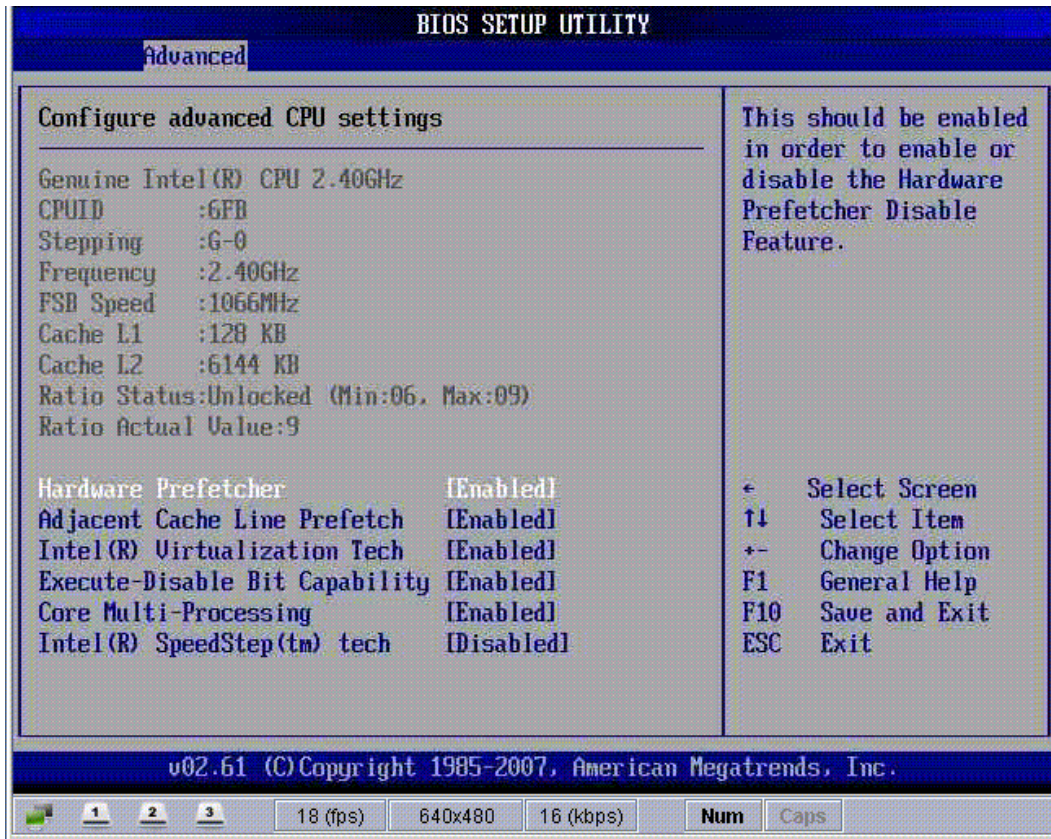 BIOS SETUP UTILITY
Advanced
Configure advanced CPU settings
Genuine Intel(R) CPU 2.40GHz
CPUID :6FB
Stepping :G-0
Frequency :2.40GHz
FSB Speed :1066MHz
Cache L1 :128 KB
Cache L2 :6144 KB
Ratio Status:Unlocked (Min:06, Max:09)
Ratio Actual Value:9
Hardware Prefetcher [Enabled]
Adjacent Cache Line Prefetch [Enabled]
Intel(R) Virtualization Tech [Enabled]
Execute-Disable Bit Capability [Enabled]
Core Multi-Processing [Enabled]
Intel(R) SpeedStep(tm) tech [Disabled]
This should be enabled
in order to enable or
disable the Hardware
Prefetcher Disable
Feature.
← Select Screen
↑↓ Select Item
+- Change Option
F1 General Help
F10 Save and Exit
ESC Exit
v02.61 (C)Copyright 1985-2007, American Megatrends, Inc.
1 2 3 18 (fps) 640x480 16 (kbps) Num Caps